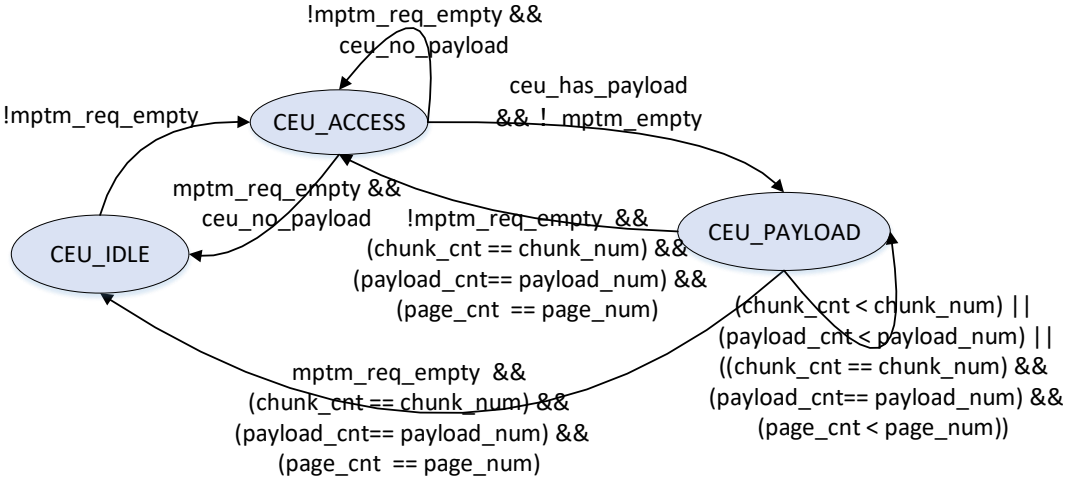 !mptm_req_empty &&
ceu_no_payload
ceu_has_payload
&& !  mptm_empty
!mptm_req_empty
CEU_ACCESS
mptm_req_empty &&
ceu_no_payload
CEU_IDLE
CEU_PAYLOAD
!mptm_req_empty  &&
(chunk_cnt == chunk_num) &&
(payload_cnt== payload_num) &&
(page_cnt  == page_num)
(chunk_cnt < chunk_num) ||
(payload_cnt < payload_num) ||
((chunk_cnt == chunk_num) &&
(payload_cnt== payload_num) &&
(page_cnt < page_num))
mptm_req_empty  &&
(chunk_cnt == chunk_num) &&
(payload_cnt== payload_num) &&
(page_cnt  == page_num)